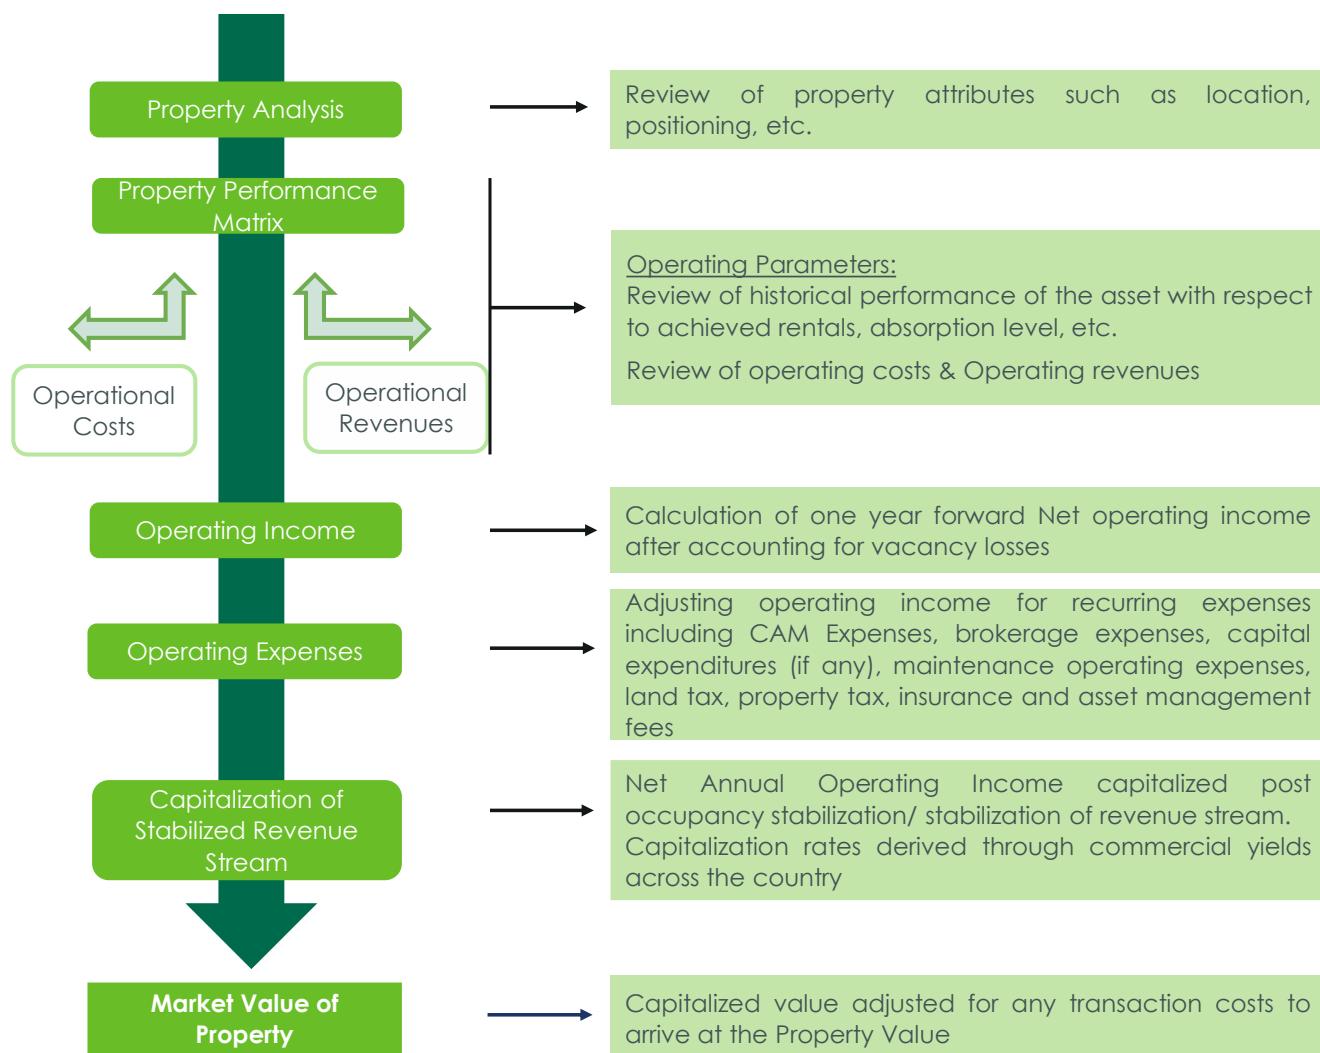 Property Analysis
Review of property attributes such as location,
positioning, etc.
Property Performance
Matrix
Operating Parameters:
Review of historical performance of the asset with respect
to achieved rentals, absorption level, etc.
Review of operating costs & Operating revenues
Operational
Costs
Operational
Revenues
Operating Income
Calculation of one year forward Net operating income
after accounting for vacancy losses
Operating Expenses
Adjusting operating income for recurring expenses
including CAM Expenses, brokerage expenses, capital
expenditures (if any), maintenance operating expenses,
land tax, property tax, insurance and asset management
fees
Capitalization of
Stabilized Revenue
Stream
Net Annual Operating Income capitalized post
occupancy stabilization/ stabilization of revenue stream.
Capitalization rates derived through commercial yields
across the country
Market Value of
Property
Capitalized value adjusted for any transaction costs to
arrive at the Property Value